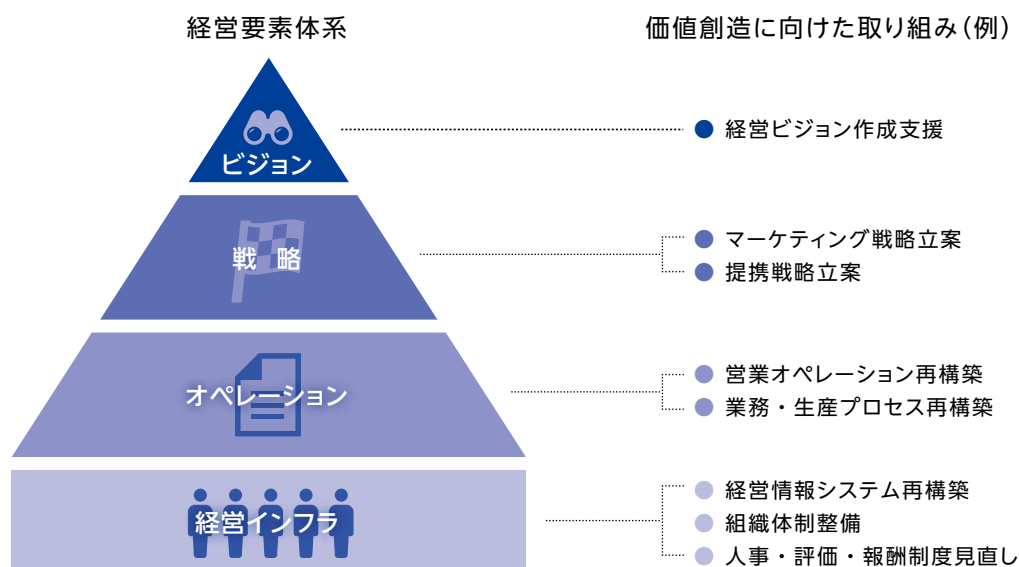 経営要素体系
価値創造に向けた取り組み（例）
ビジョン
経営ビジョン作成支援
戦 略
マーケティング戦略立案
提携戦略立案
オペレーション
営業オペレーション再構築
業務・生産プロセス再構築
経営インフラ
経営情報システム再構築
組織体制整備
人事・評価・報酬制度見直し